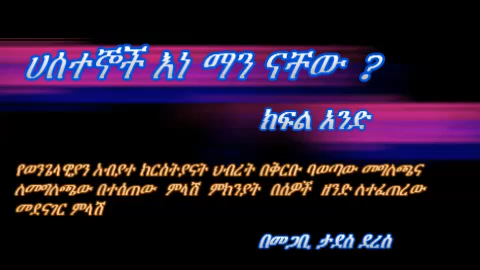 ሀሰተኞች እነ ማን ናቸው ?
ክፍል አንድ
የወንጌላዊያን አብያተ ክርስትያናት ህብረት በቅርቡ ባወጣው መግለጫና
ለመግለጫው በተሰጠው ምላሽ ምክንያት በሰዎች ዘንድ ለተፈጠረው
መደናገር ምላሽ
በመጋቢ ታደሰ ደረሰ